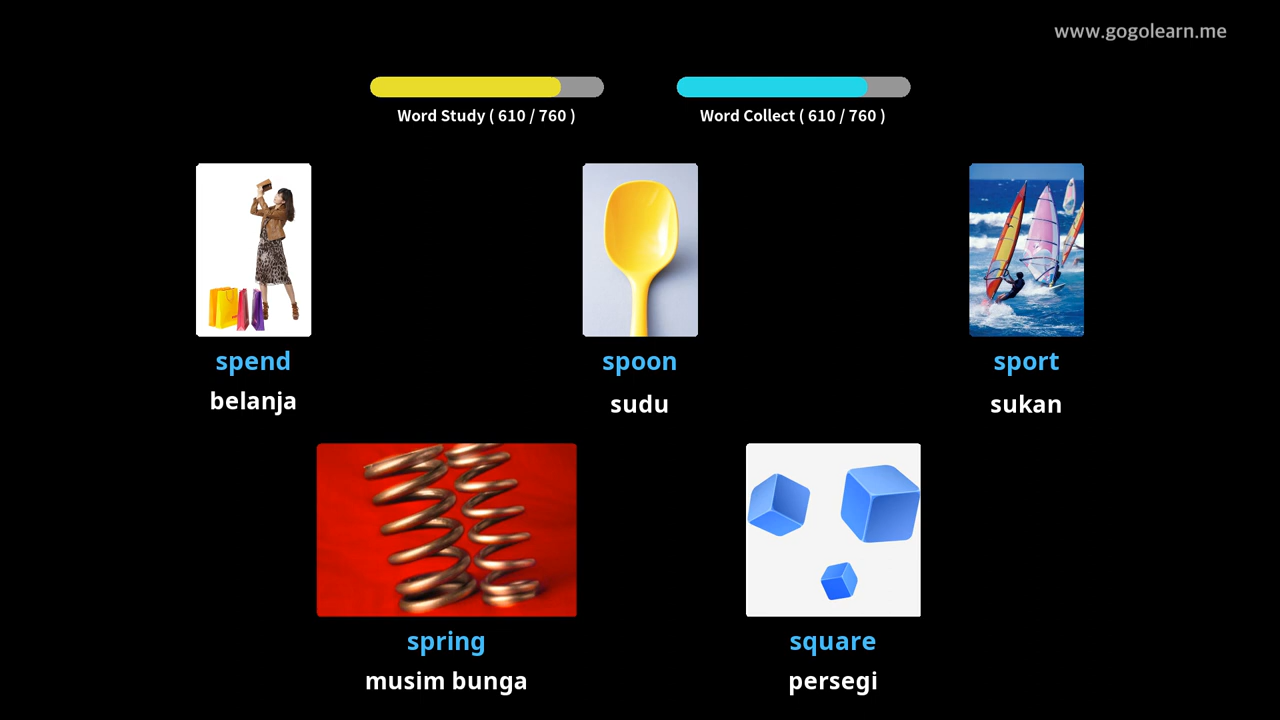 www.gogolearn.me
Word Study ( 610 / 760 )
Word Collect ( 610 / 760 )
spend
belanja
spoon
sudu
sport
sukan
spring
musim bunga
square
persegi